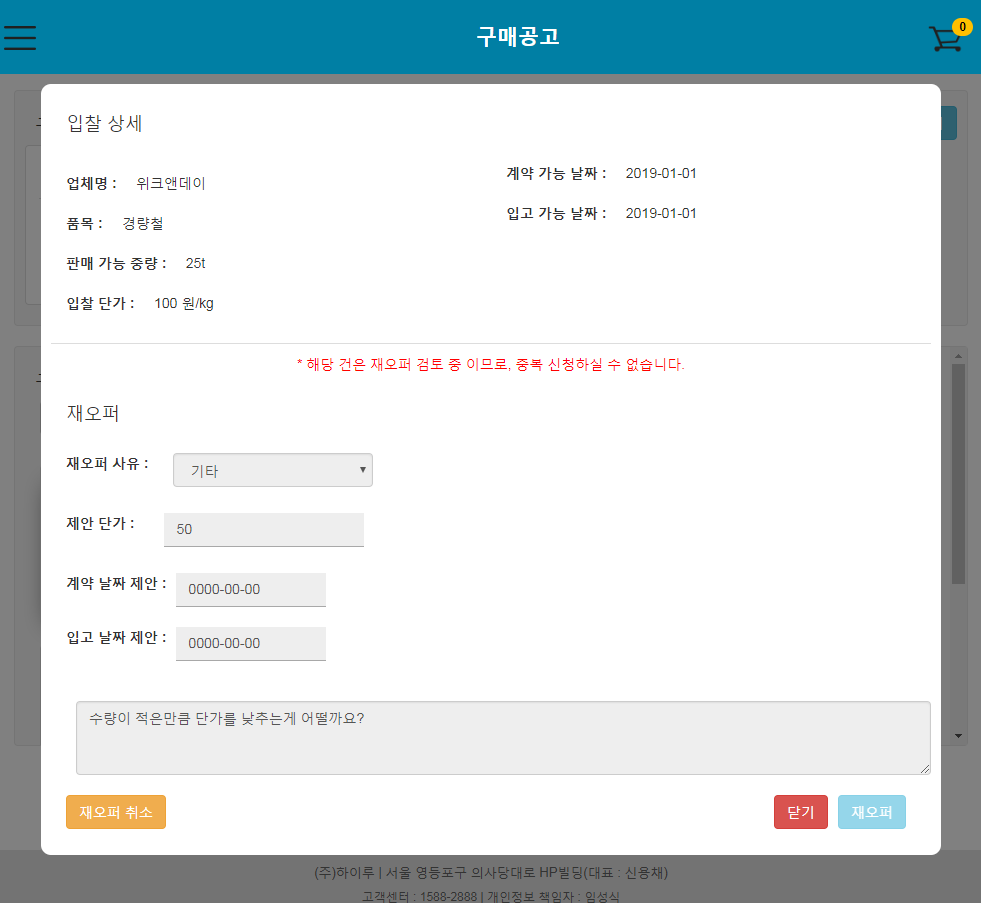 구매공고
0
입찰 상세
업체명 : 위크앤데이
품목 : 경량철
판매 가능 중량 : 25t
입찰 단가 : 100 원/kg
계약 가능 날짜 : 2019-01-01
입고 가능 날짜 : 2019-01-01
* 해당 건은 재오퍼 검토 중 이므로, 중복 신청하실 수 없습니다.
재오퍼
재오퍼 사유 : 기타
제안 단가 : 50
계약 날짜 제안 : 0000-00-00
입고 날짜 제안 : 0000-00-00
수량이 적은만큼 단가를 낮추는게 어떨까요?
재오퍼 취소 닫기 재오퍼
(주)하이루 | 서울 영등포구 의사당대로 HP빌딩(대표 : 신용채)
고객센터 : 1588-2888 | 개인정보 책임자 : 임성식